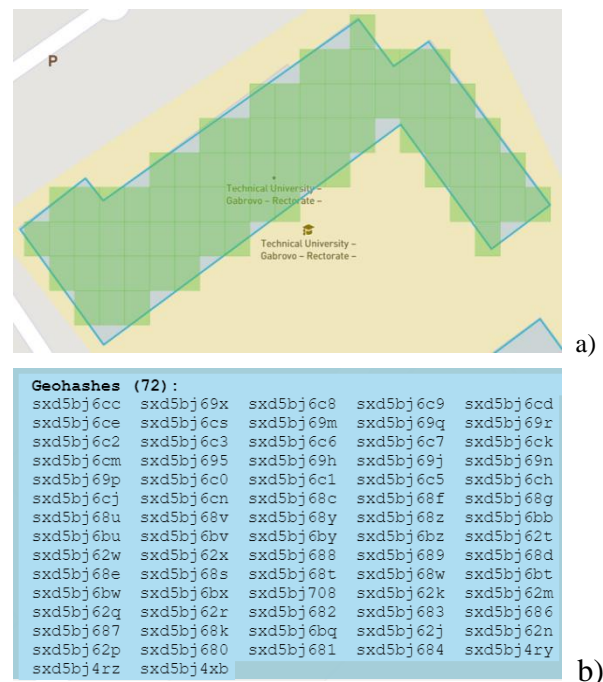 P
Technical University –
Gabrovo – Rectorate –
Technical University –
Gabrovo – Rectorate –
a)
Geohashes (72):
sxd5bj6cc sxd5bj69x sxd5bj6c8 sxd5bj6c9 sxd5bj6cd
sxd5bj6ce sxd5bj6cs sxd5bj69m sxd5bj69q sxd5bj69r
sxd5bj6c2 sxd5bj6c3 sxd5bj6c6 sxd5bj6c7 sxd5bj6ck
sxd5bj6cm sxd5bj695 sxd5bj69h sxd5bj69j sxd5bj69n
sxd5bj69p sxd5bj6c0 sxd5bj6c1 sxd5bj6c5 sxd5bj6ch
sxd5bj6cj sxd5bj6cn sxd5bj68c sxd5bj68f sxd5bj68g
sxd5bj68u sxd5bj68v sxd5bj68y sxd5bj68z sxd5bj6bb
sxd5bj6bu sxd5bj6bv sxd5bj6by sxd5bj6bz sxd5bj62t
sxd5bj62w sxd5bj62x sxd5bj688 sxd5bj689 sxd5bj68d
sxd5bj68e sxd5bj68s sxd5bj68t sxd5bj68w sxd5bj6bt
sxd5bj6bw sxd5bj6bx sxd5bj708 sxd5bj62k sxd5bj62m
sxd5bj62q sxd5bj62r sxd5bj682 sxd5bj683 sxd5bj686
sxd5bj687 sxd5bj68k sxd5bj6bq sxd5bj62j sxd5bj62n
sxd5bj62p sxd5bj680 sxd5bj681 sxd5bj684 sxd5bj4ry
sxd5bj4rz sxd5bj4xb
b)